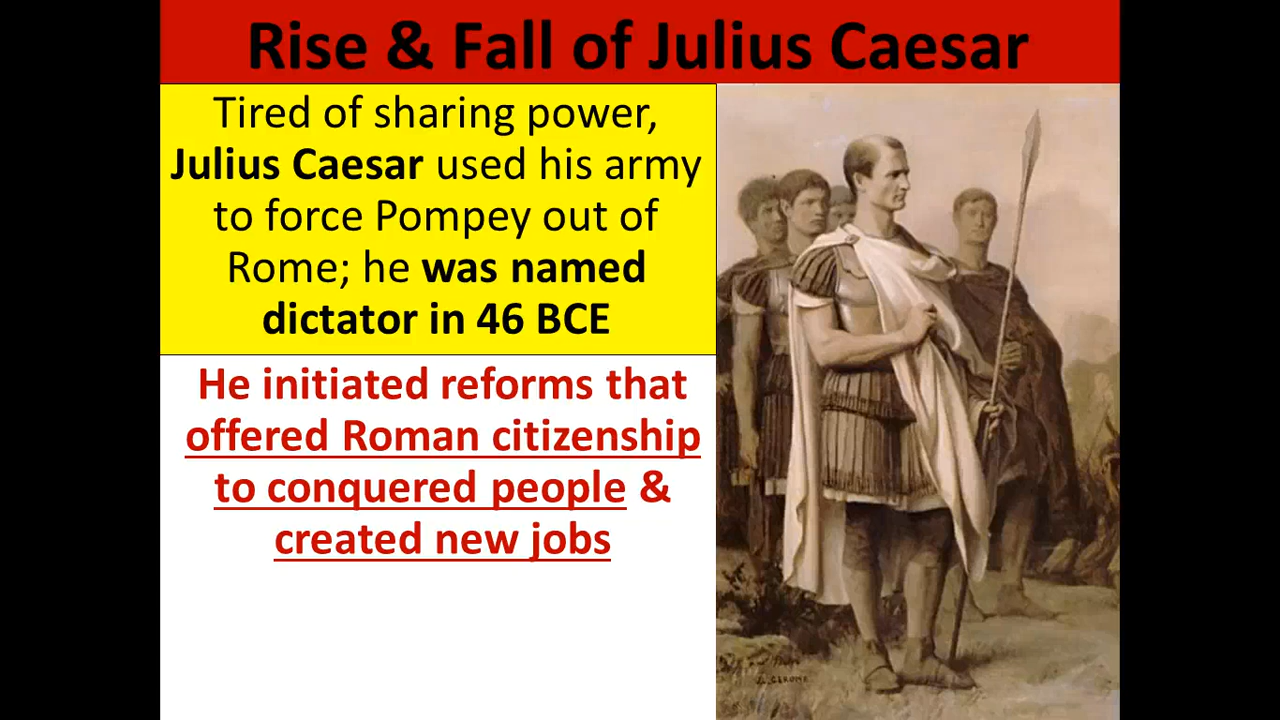 Rise & Fall of Julius Caesar
Tired of sharing power,
Julius Caesar used his army
to force Pompey out of
Rome; he was named
dictator in 46 BCE
He initiated reforms that
offered Roman citizenship
to conquered people &
created new jobs
J.L. GEROME